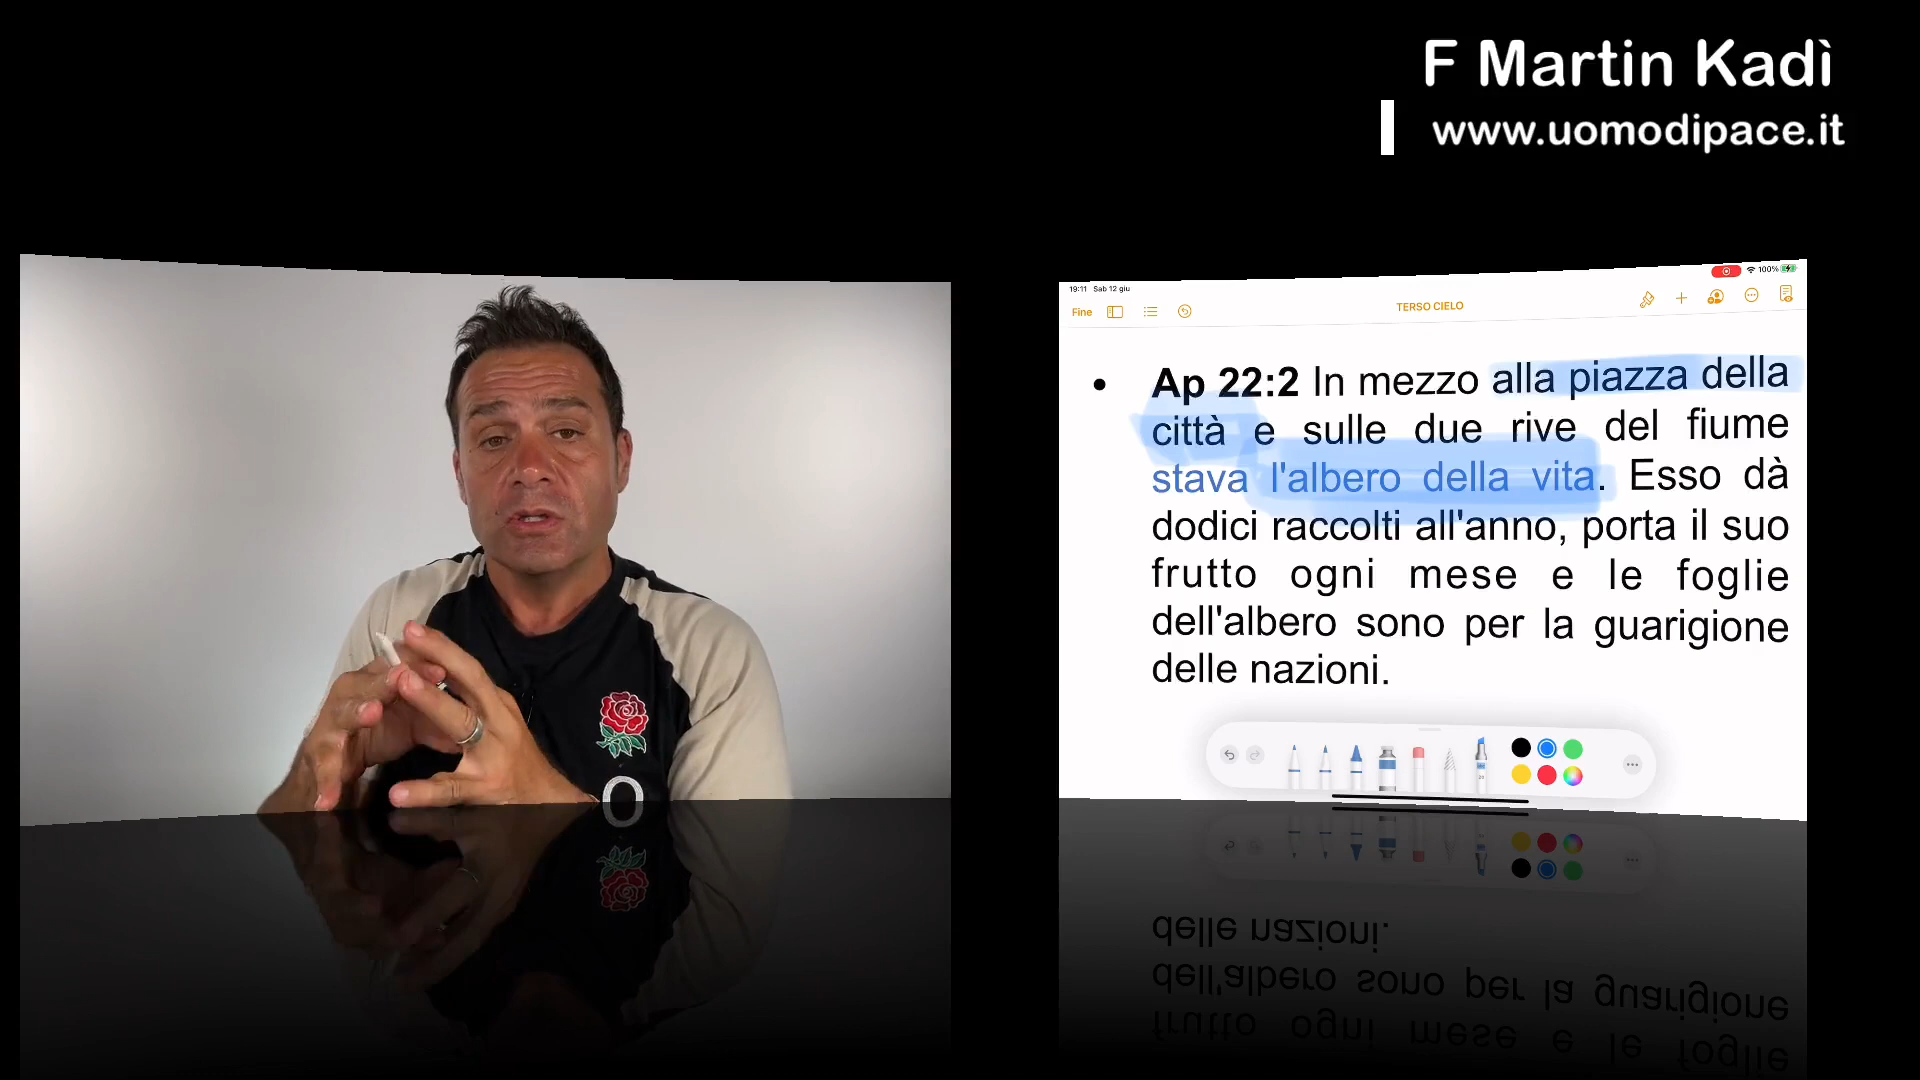 F Martin Kadì
www.uomodipace.it
19:11 Sab 12 giu
100%
Fine
TERSO CIELO
• Ap 22:2 In mezzo alla piazza della
città e sulle due rive del fiume
stava l'albero della vita. Esso dà
dodici raccolti all'anno, porta il suo
frutto ogni mese e le foglie
dell'albero sono per la guarigione
delle nazioni.
O